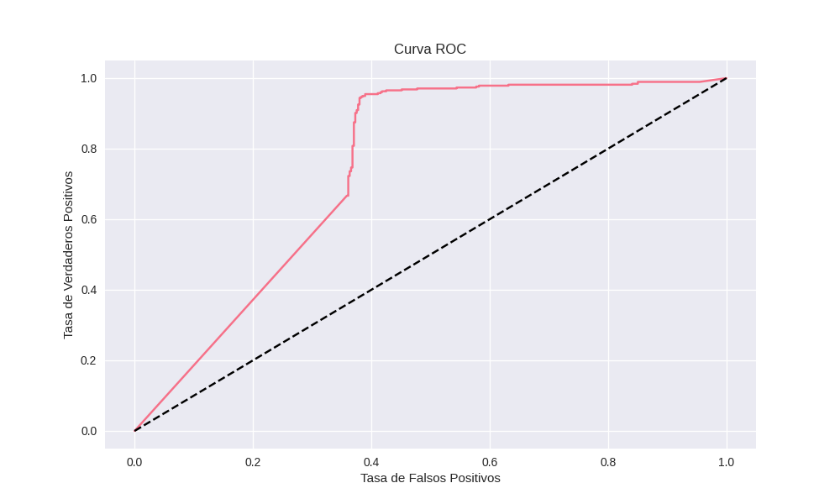 Curva ROC
Tasa de Verdaderos Positivos
1.0
0.8
0.6
0.4
0.2
0.0
0.0 0.2 0.4 0.6 0.8 1.0
Tasa de Falsos Positivos